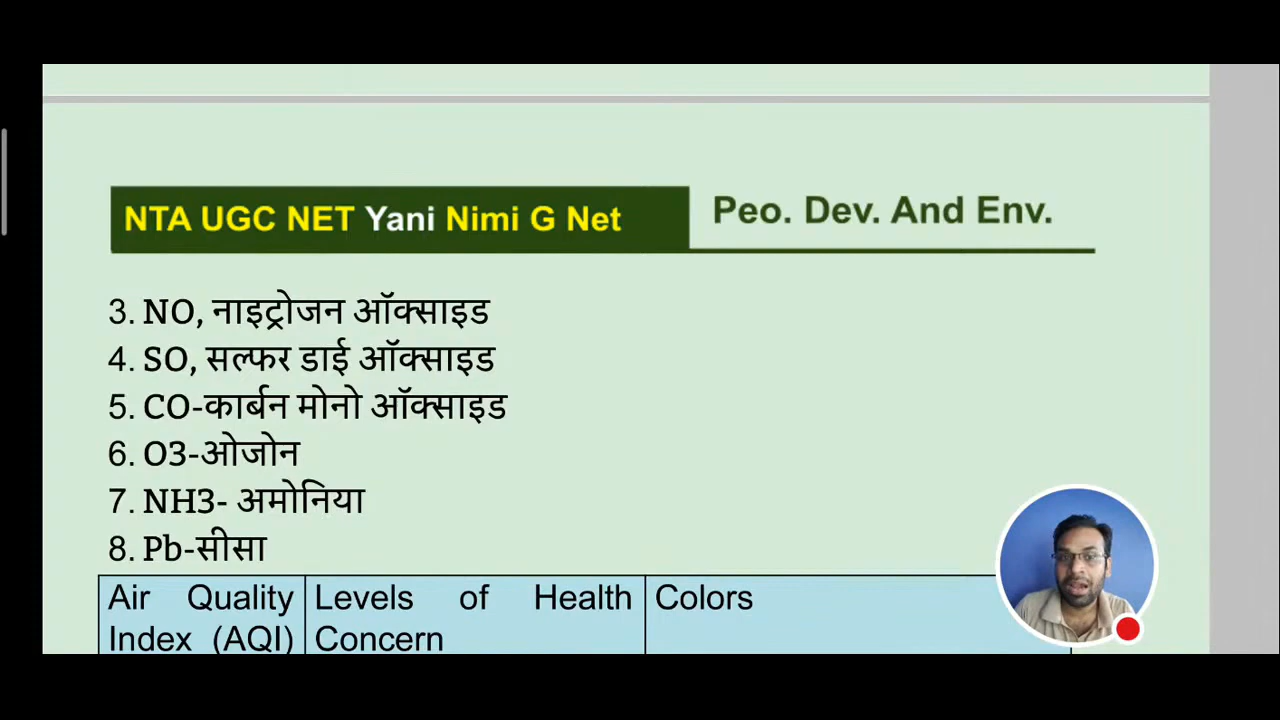 NTA UGC NET Yani Nimi G Net
Peo. Dev. And Env.
3. NO, नाइट्रोजन ऑक्साइड
4. SO, सल्फर डाई ऑक्साइड
5. CO-कार्बन मोनो ऑक्साइड
6. O3-ओजोन
7. NH3- अमोनिया
8. Pb-सीसा
Air Quality Index (AQI)
Levels of Health Concern
Colors